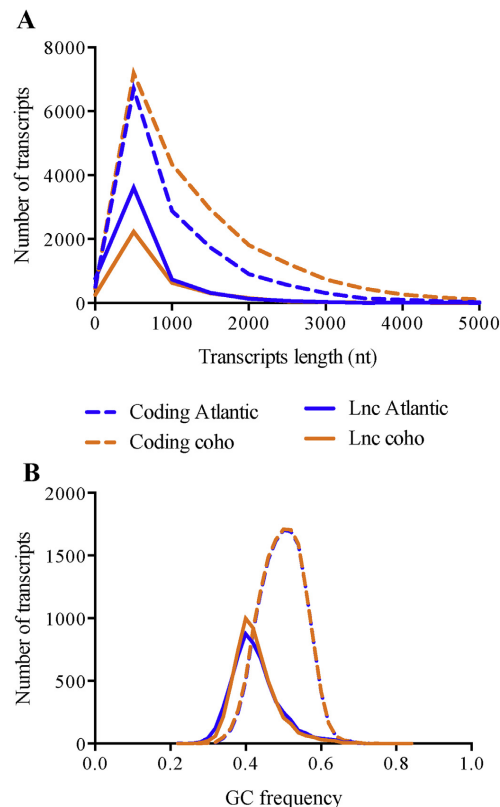 A
8000
6000
4000
2000
0
Number of transcripts
0 1000 2000 3000 4000 5000
Transcripts length (nt)
Coding Atlantic
Lnc Atlantic
Coding coho
Lnc coho
B
2000
1500
1000
500
0
Number of transcripts
0.0 0.2 0.4 0.6 0.8 1.0
GC frequency